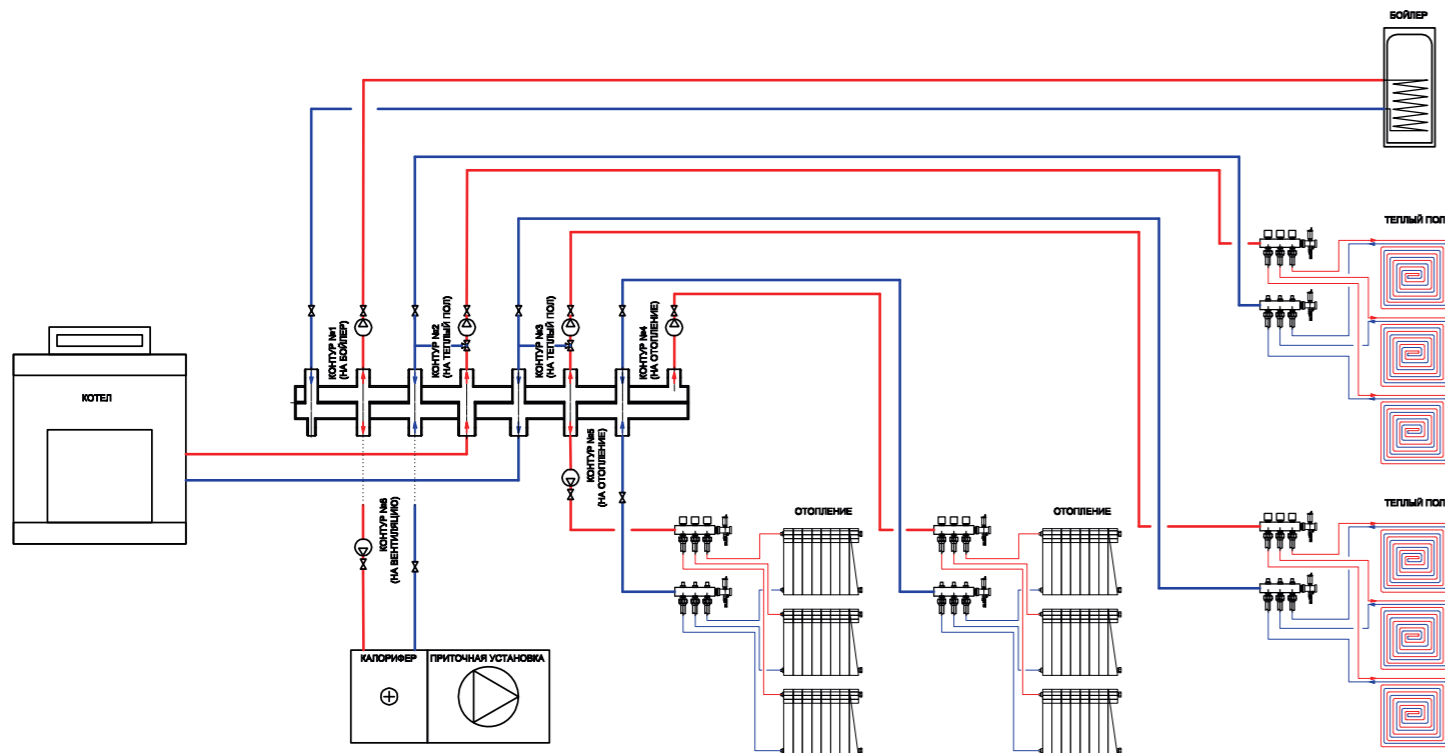 БОЙЛЕР
ТЕПЛЫЙ ПОЛ
КОНТУР №1
(НА БОЙЛЕР)
КОНТУР №2
(НА ТЕПЛЫЙ ПОЛ)
КОНТУР №3
(НА ТЕПЛЫЙ ПОЛ)
КОНТУР №4
(НА ОТОПЛЕНИЕ)
КОТЕЛ
КОНТУР №5
(НА ОТОПЛЕНИЕ)
КОНТУР №6
(НА ВЕНТИЛЯЦИЮ)
ОТОПЛЕНИЕ
ОТОПЛЕНИЕ
ТЕПЛЫЙ ПОЛ
КАЛОРИФЕР
ПРИТОЧНАЯ УСТАНОВКА